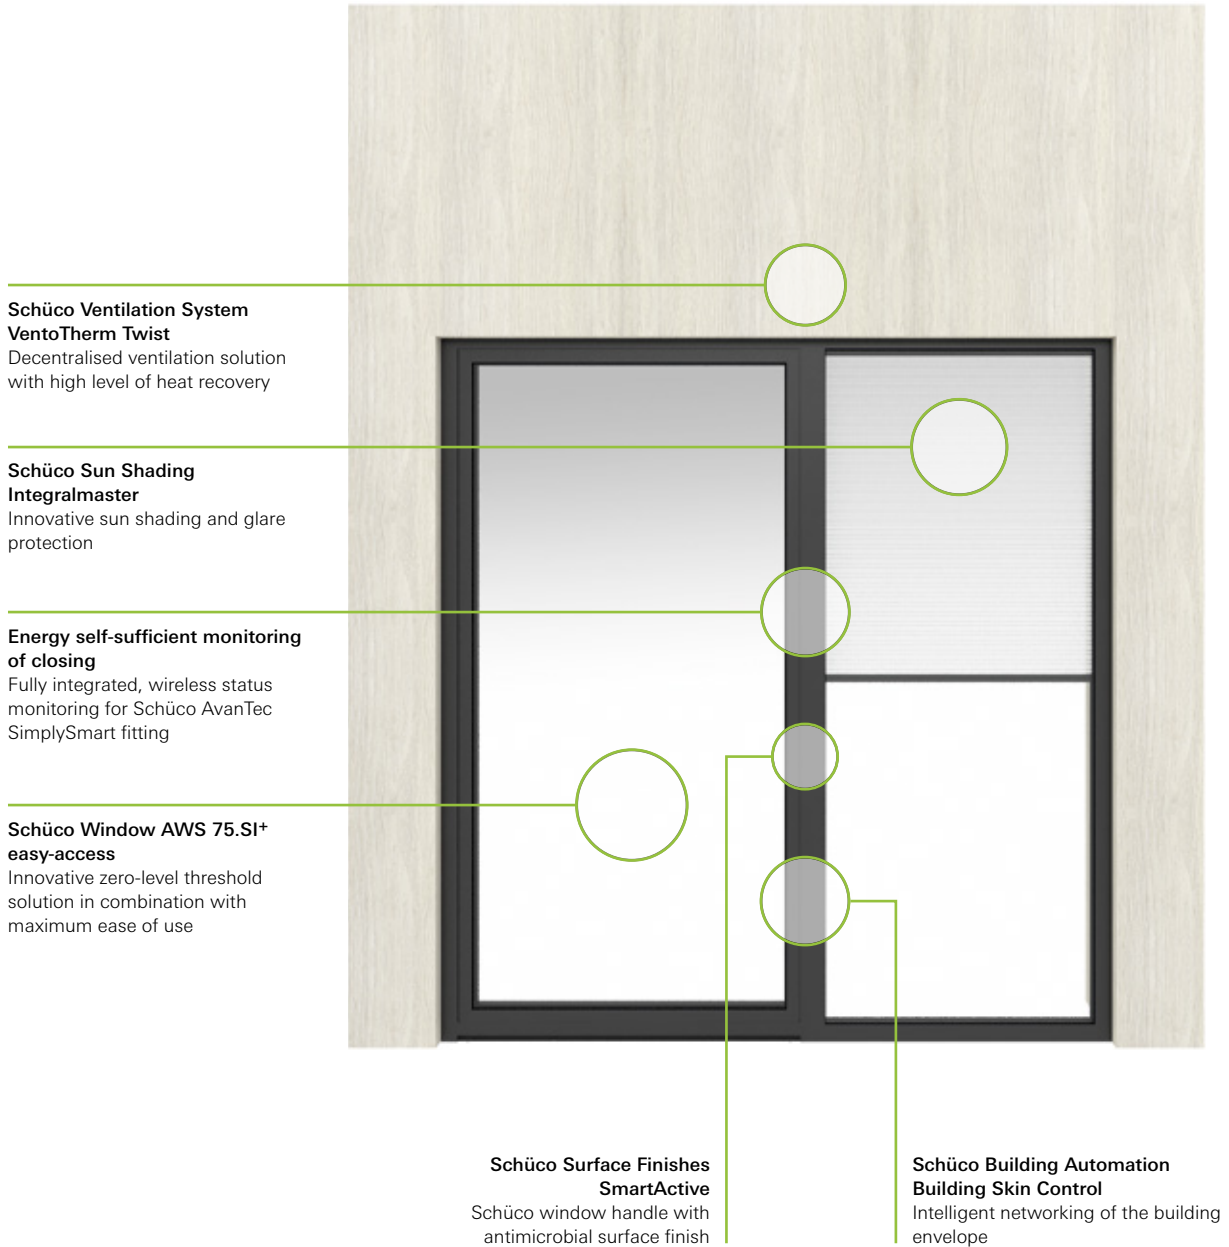 Schüco Ventilation System
VentoTherm Twist
Decentralised ventilation solution
with high level of heat recovery
Schüco Sun Shading
Integralmaster
Innovative sun shading and glare
protection
Energy self-sufficient monitoring
of closing
Fully integrated, wireless status
monitoring for Schüco AvanTec
SimplySmart fitting
Schüco Window AWS 75.SI⁺
easy-access
Innovative zero-level threshold
solution in combination with
maximum ease of use
Schüco Surface Finishes
SmartActive
Schüco window handle with
antimicrobial surface finish
Schüco Building Automation
Building Skin Control
Intelligent networking of the building
envelope